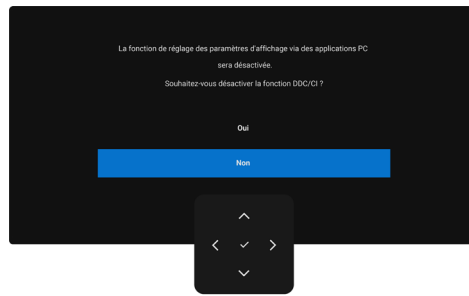 La fonction de réglage des paramètres d'affichage via des applications PC
sera désactivée.
Souhaitez-vous désactiver la fonction DDC/CI ?
Oui
Non